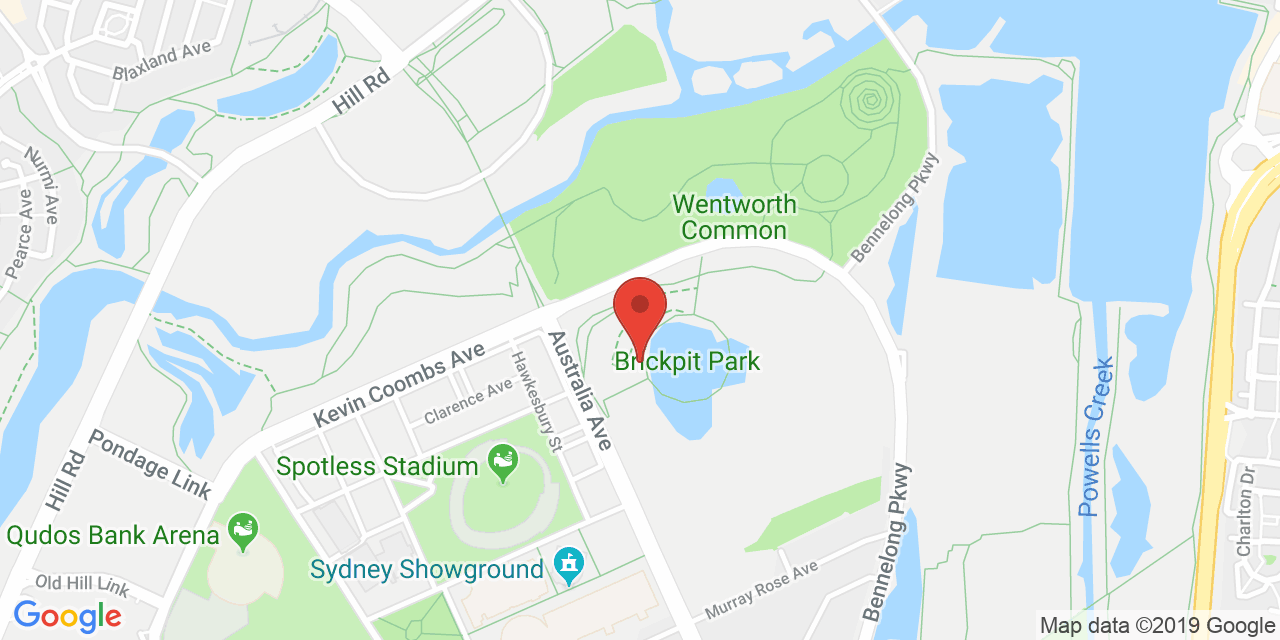 Blaxland Ave
Hill Rd
Nurmi Ave
Pearce Ave
Wentworth
Common
Bennelong Pkwy
Brickpit Park
Australia Ave
Kevin Coombs Ave
Hawkesbury St
Clarence Ave
Powells Creek
Pondage Link
Hill Rd
Spotless Stadium
Bennelong Pkwy
Charlton Dr
Qudos Bank Arena
Sydney Showground
Old Hill Link
Murray Rose Ave
Google
Map data ©2019 Google